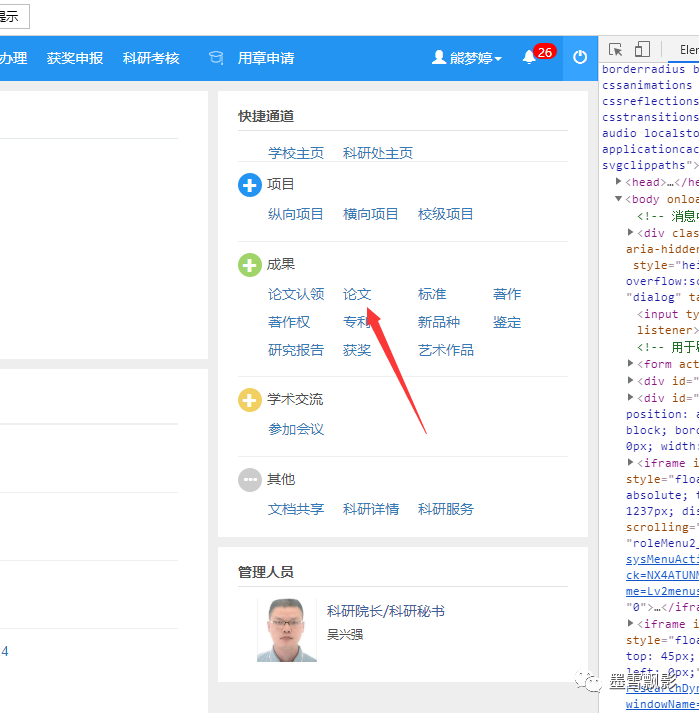 提示
办理 获奖申报 科研考核 用章申请 熊梦婷 26
快捷通道
学校主页 科研处主页
项目
纵向项目 横向项目 校级项目
成果
论文认领 论文 标准 著作
著作权 专利 新品种 鉴定
研究报告 获奖 艺术作品
学术交流
参加会议
其他
文档共享 科研详情 科研服务
管理人员
科研院长/科研秘书
吴兴强
4
Elen
borderradius b
cssanimations
cssreflections
csstransitions
audio localsto
applicationcac
svgclippaths">
<head>…</he
<body onloa
<!-- 消息中
<div clas
aria-hidden
style="hei
overflow:sc
"dialog" ta
<input ty
listener>
<!-- 用于
<form act
<div id="
<div id="
position: a
block; bord
0px; width:
<iframe i
style="floa
absolute; t
1237px; dis
scrolling="
"roleMenu2_
sysMenuActi
ck=NX4ATUNM
me=Lv2menus
"0">…</ifra
<iframe i
style="floa
top: 45px;
left: 0px;"
windowName=
墨雪飘影